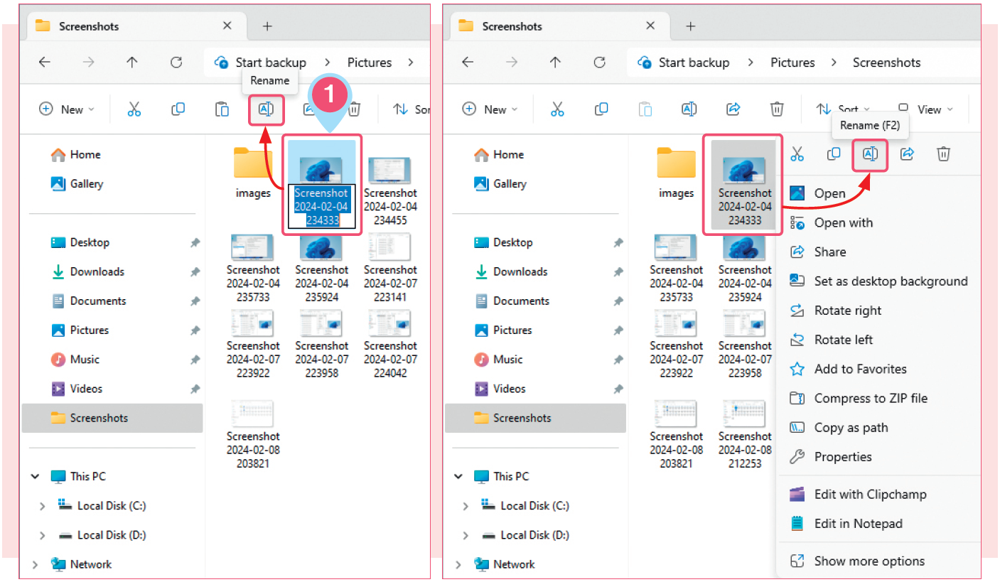 Screenshots
Start backup > Pictures >
Rename
1
New
Sor
Home
Gallery
Desktop
Downloads
Documents
Pictures
Music
Videos
Screenshots
This PC
Local Disk (C:)
Local Disk (D:)
Network
images
Screenshot
2024-02-04
234333
Screenshot
2024-02-04
234455
Screenshot
2024-02-04
235733
Screenshot
2024-02-04
235924
Screenshot
2024-02-07
223141
Screenshot
2024-02-07
223922
Screenshot
2024-02-07
223958
Screenshot
2024-02-07
224042
Screenshot
2024-02-08
203821
Screenshots
Start backup > Pictures > Screenshots
New
Sort
View
Rename (F2)
Home
Gallery
Desktop
Downloads
Documents
Pictures
Music
Videos
Screenshots
This PC
Local Disk (C:)
Local Disk (D:)
Network
images
Screenshot
2024-02-04
234333
Screenshot
2024-02-04
235733
Screenshot
2024-02-04
235924
Screenshot
2024-02-07
223922
Screenshot
2024-02-07
223958
Screenshot
2024-02-08
203821
Screenshot
2024-02-08
212253
Open
Open with
Share
Set as desktop background
Rotate right
Rotate left
Add to Favorites
Compress to ZIP file
Copy as path
Properties
Edit with Clipchamp
Edit in Notepad
Show more options